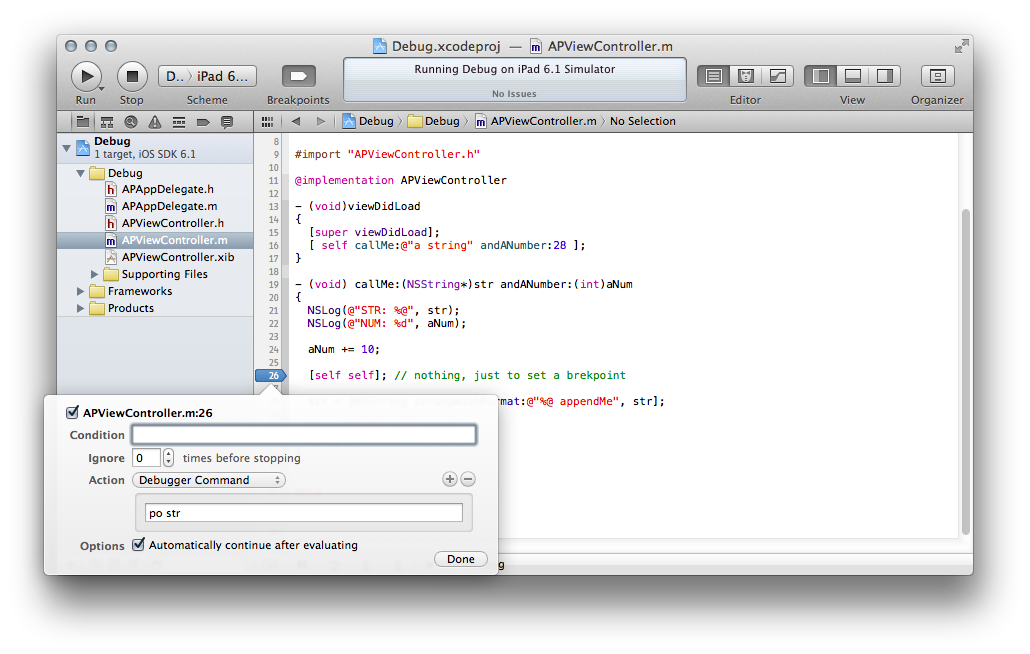 Debug.xcodeproj — APViewController.m
D.. 〉 iPad 6...
Run Stop Scheme Breakpoints
Running Debug on iPad 6.1 Simulator
No Issues
Editor View Organizer
Debug 〉 Debug 〉 APViewController.m 〉 No Selection
Debug
1 target, iOS SDK 6.1
Debug
APAppDelegate.h
APAppDelegate.m
APViewController.h
APViewController.m
APViewController.xib
Supporting Files
Frameworks
Products
8
9 #import "APViewController.h"
10
11 @implementation APViewController
12
13 - (void)viewDidLoad
14 {
15 [super viewDidLoad];
16 [ self callMe:@"a string" andANumber:28 ];
17 }
18
19 - (void) callMe:(NSString*)str andANumber:(int)aNum
20 {
21 NSLog(@"STR: %@", str);
22 NSLog(@"NUM: %d", aNum);
23
24 aNum += 10;
25
26 [self self]; // nothing, just to set a brekpoint
rmat:@"%@ appendMe", str];
APViewController.m:26
Condition
Ignore 0 times before stopping
Action Debugger Command
po str
Options Automatically continue after evaluating
Done